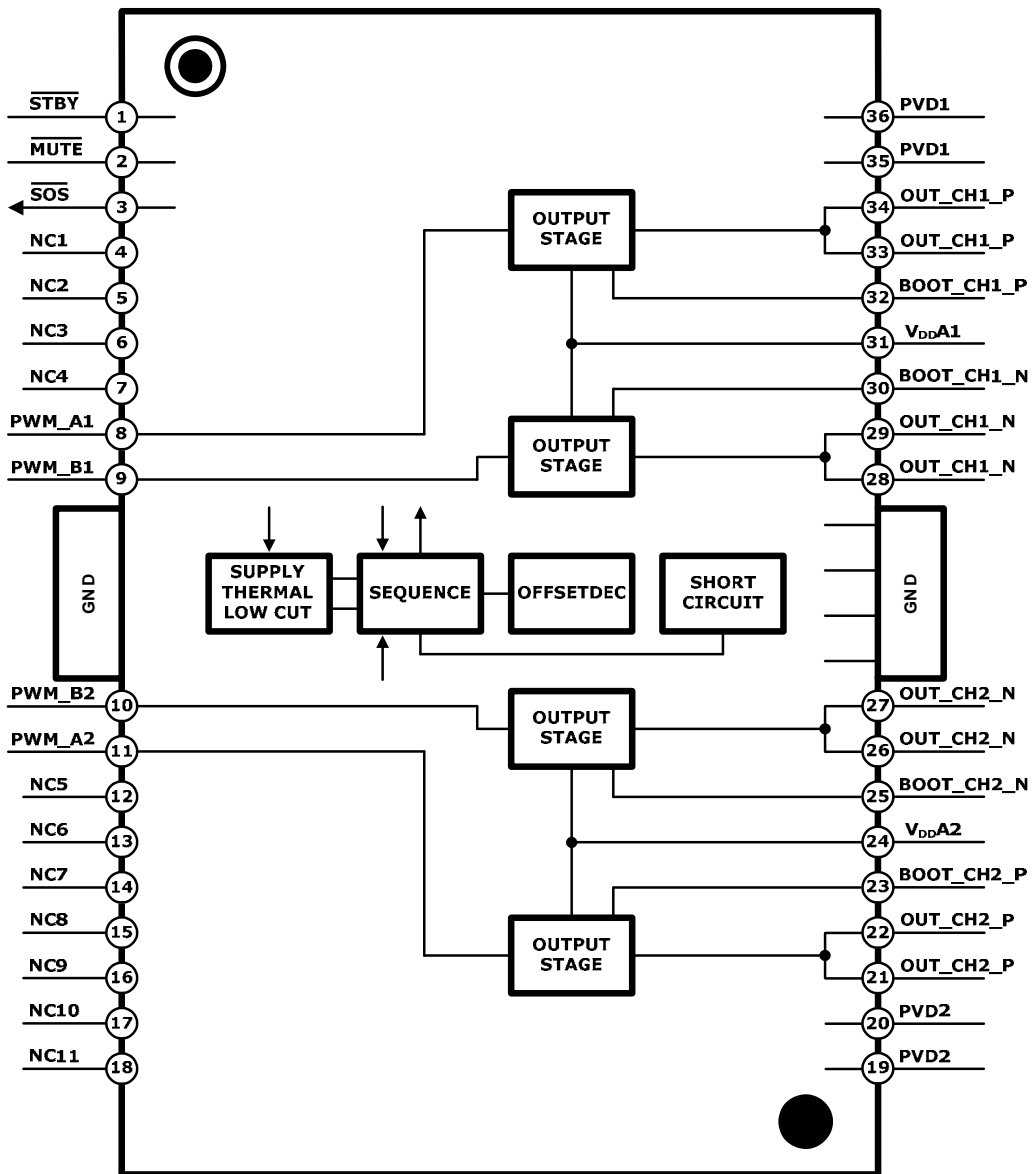 STBY
1
MUTE
2
SOS
3
NC1
4
NC2
5
NC3
6
NC4
7
PWM_A1
8
PWM_B1
9
GND
PWM_B2
10
PWM_A2
11
NC5
12
NC6
13
NC7
14
NC8
15
NC9
16
NC10
17
NC11
18
OUTPUT
STAGE
OUTPUT
STAGE
SUPPLY
THERMAL
LOW CUT
SEQUENCE
OFFSETDEC
SHORT
CIRCUIT
OUTPUT
STAGE
OUTPUT
STAGE
36
PVD1
35
PVD1
34
OUT_CH1_P
33
OUT_CH1_P
32
BOOT_CH1_P
31
VDDA1
30
BOOT_CH1_N
29
OUT_CH1_N
28
OUT_CH1_N
GND
27
OUT_CH2_N
26
OUT_CH2_N
25
BOOT_CH2_N
24
VDDA2
23
BOOT_CH2_P
22
OUT_CH2_P
21
OUT_CH2_P
20
PVD2
19
PVD2